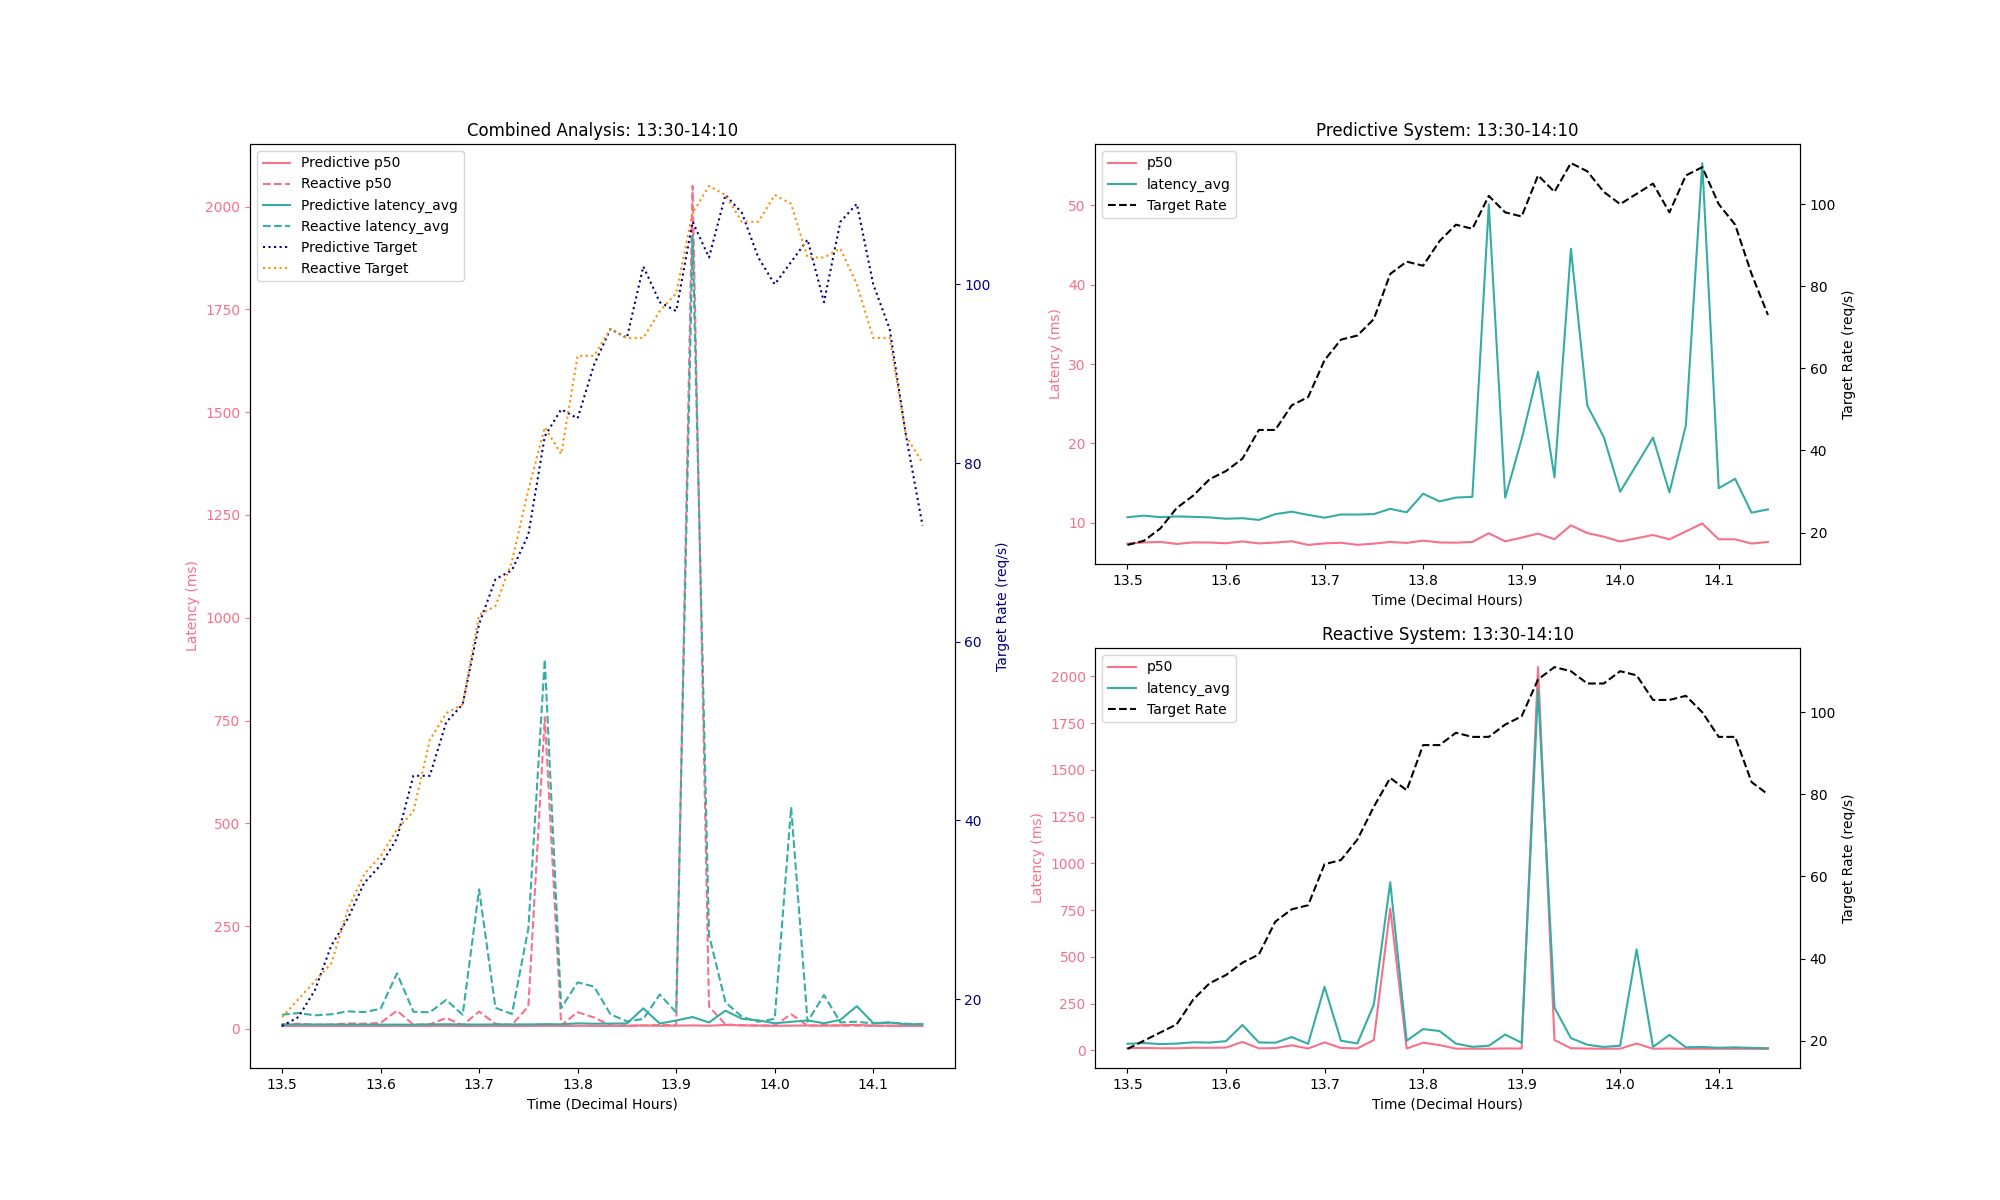 Combined Analysis: 13:30-14:10
Predictive p50
Reactive p50
Predictive latency_avg
Reactive latency_avg
Predictive Target
Reactive Target
2000
1750
1500
1250
1000
750
500
250
0
Latency (ms)
100
80
60
40
20
Target Rate (req/s)
13.5 13.6 13.7 13.8 13.9 14.0 14.1
Time (Decimal Hours)
Predictive System: 13:30-14:10
p50
latency_avg
Target Rate
50
40
30
20
10
Latency (ms)
100
80
60
40
20
Target Rate (req/s)
13.5 13.6 13.7 13.8 13.9 14.0 14.1
Time (Decimal Hours)
Reactive System: 13:30-14:10
p50
latency_avg
Target Rate
2000
1750
1500
1250
1000
750
500
250
0
Latency (ms)
100
80
60
40
20
Target Rate (req/s)
13.5 13.6 13.7 13.8 13.9 14.0 14.1
Time (Decimal Hours)